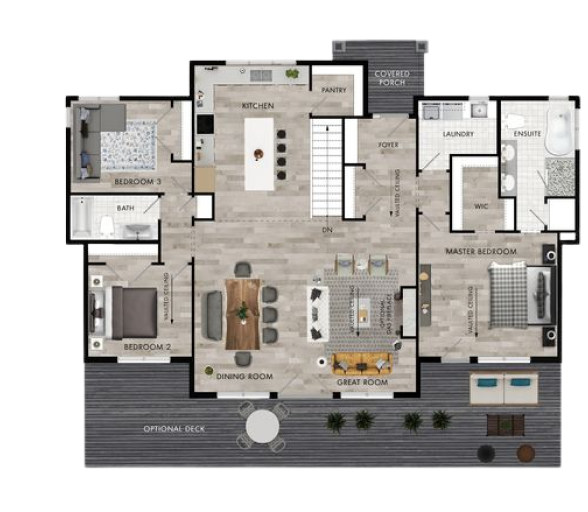 COVERED
PORCH
PANTRY
KITCHEN
LAUNDRY
ENSUITE
FOYER
BEDROOM 3
VAULTED CEILING
BATH
WIC
DN
MASTER BEDROOM
VAULTED CEILING
VAULTED CEILING
OPTIONAL
GAS FIREPLACE
VAULTED CEILING
BEDROOM 2
DINING ROOM
GREAT ROOM
OPTIONAL DECK